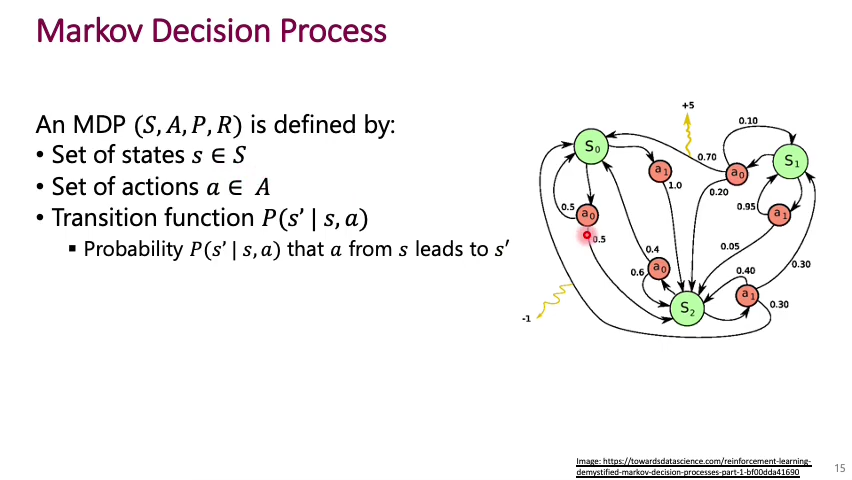 Markov Decision Process
An MDP (S, A, P, R) is defined by:
• Set of states s ∈ S
• Set of actions a ∈ A
• Transition function P(s’ | s, a)
▪ Probability P(s’ | s, a) that a from s leads to s′
+5
0.10
S₀
a₁
0.70
a₀
S₁
1.0
0.20
0.5
a₀
0.95
a₁
0.5
0.4
0.05
0.6
a₀
0.40
0.30
S₂
a₁
0.30
-1
Image: https://towardsdatascience.com/reinforcement-learning-
demystified-markov-decision-processes-part-1-bf00dda41690
15